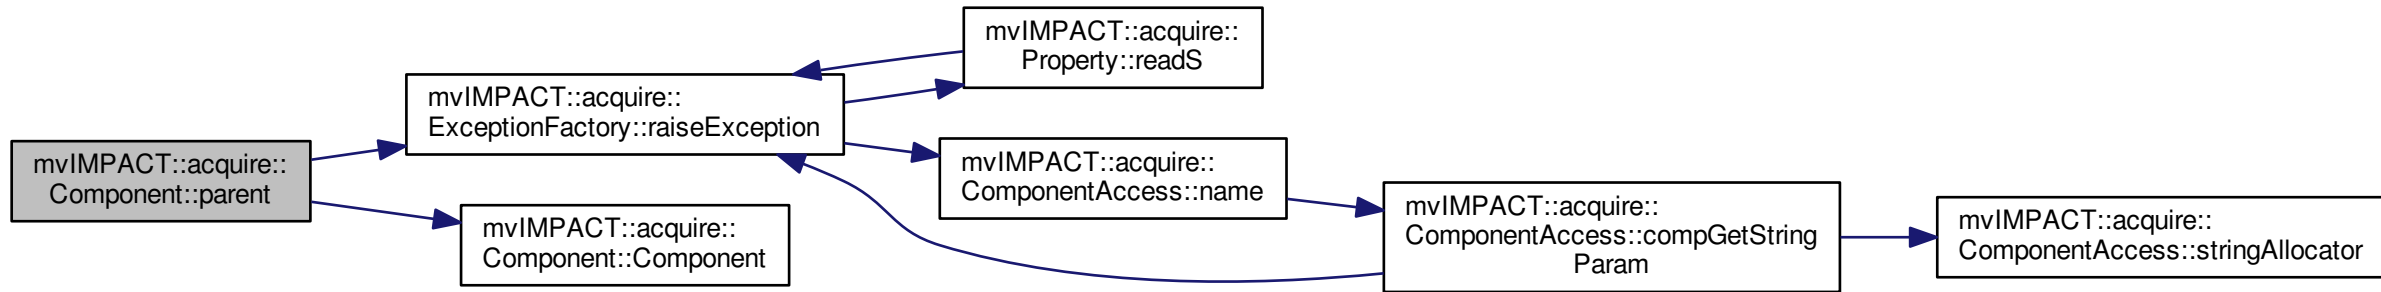 mvIMPACT::acquire::
Component::parent
mvIMPACT::acquire::
ExceptionFactory::raiseException
mvIMPACT::acquire::
Component::Component
mvIMPACT::acquire::
Property::readS
mvIMPACT::acquire::
ComponentAccess::name
mvIMPACT::acquire::
ComponentAccess::compGetString
Param
mvIMPACT::acquire::
ComponentAccess::stringAllocator